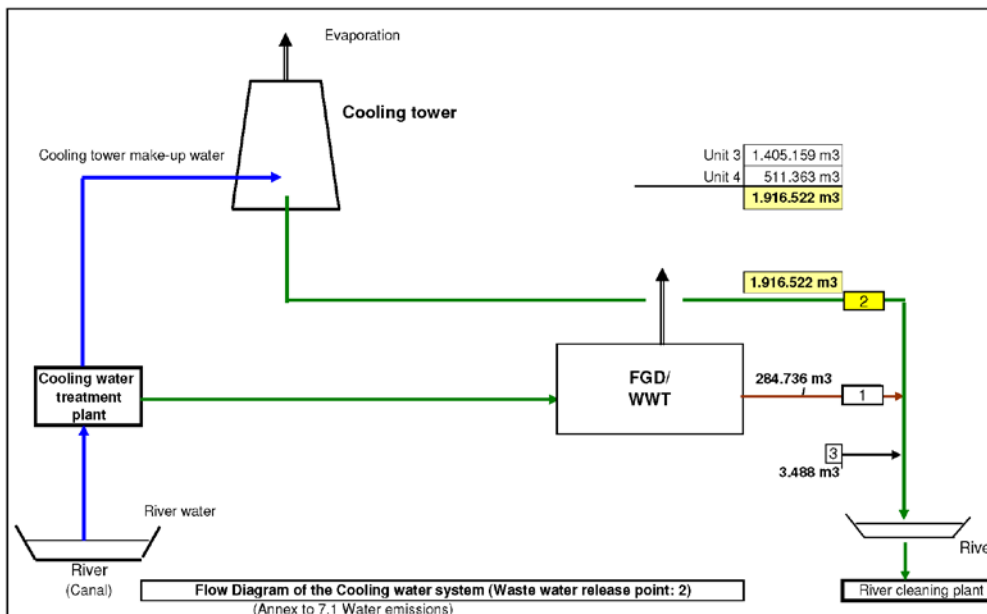 Evaporation
Cooling tower
Cooling tower make-up water
Unit 3 1.405.159 m3
Unit 4 511.363 m3
1.916.522 m3
1.916.522 m3
2
Cooling water
treatment
plant
FGD/
WWT
284.736 m3
1
3
3.488 m3
River water
River
(Canal)
Rive
River cleaning plant
Flow Diagram of the Cooling water system (Waste water release point: 2)
(Annex to 7.1 Water emissions)